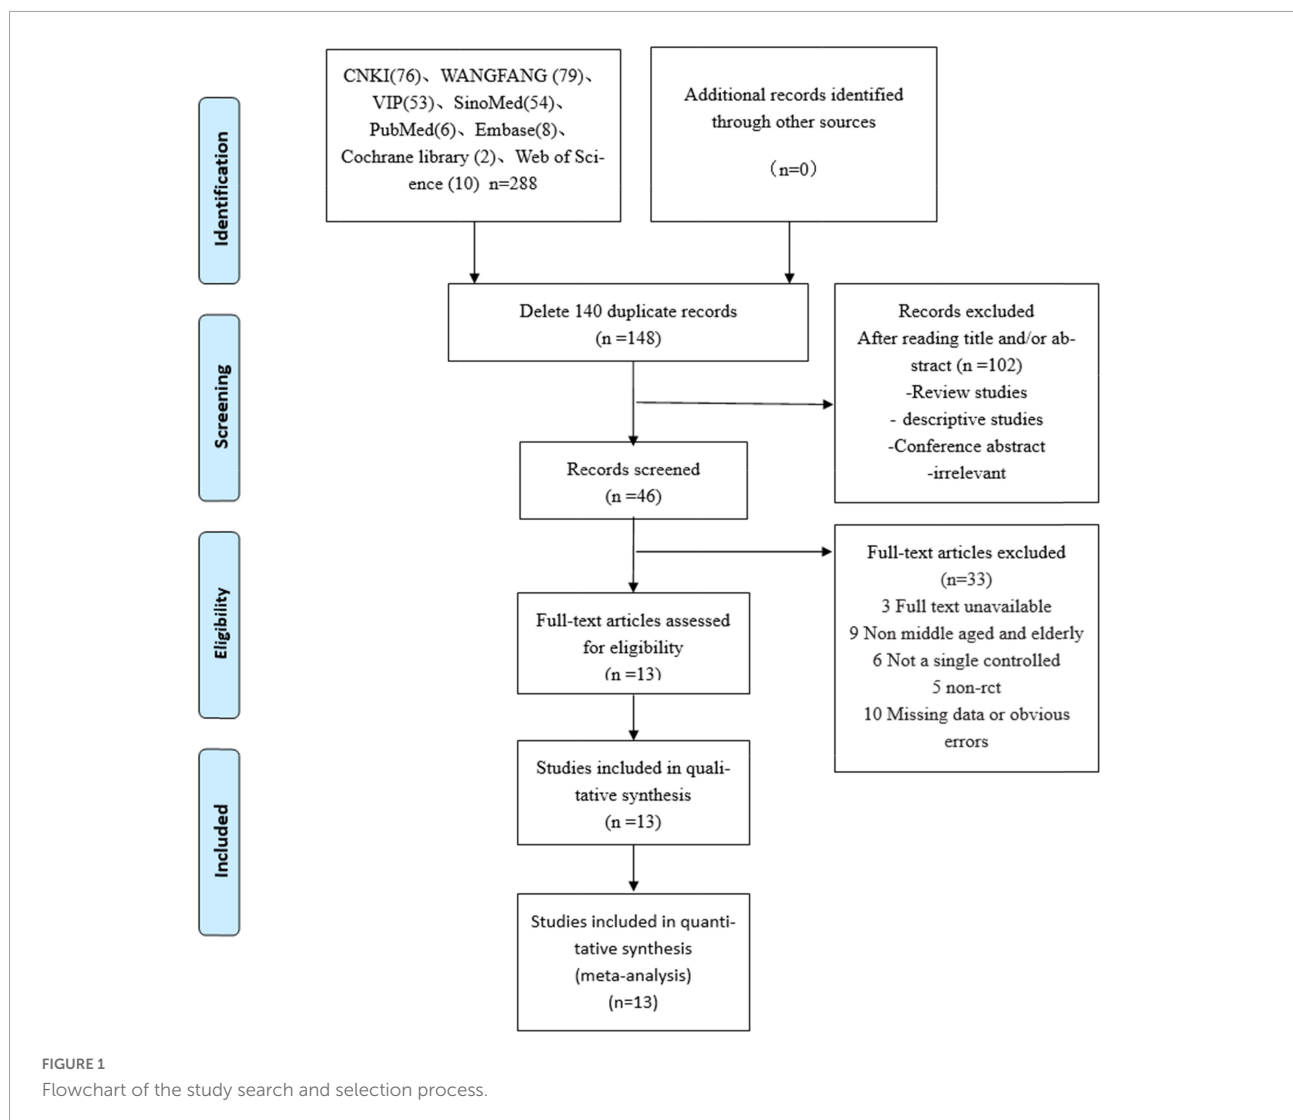 CNKI(76)、WANGFANG (79)、
VIP(53)、SinoMed(54)、
PubMed(6)、Embase(8)、
Cochrane library (2)、Web of Sci-
ence (10) n=288
Additional records identified
through other sources
(n=0)
Identification
Delete 140 duplicate records
(n =148)
Records excluded
After reading title and/or ab-
stract (n =102)
-Review studies
- descriptive studies
-Conference abstract
-irrelevant
Screening
Records screened
(n =46)
Full-text articles excluded
(n=33)
3 Full text unavailable
9 Non middle aged and elderly
6 Not a single controlled
5 non-rct
10 Missing data or obvious
errors
Eligibility
Full-text articles assessed
for eligibility
(n =13)
Studies included in quali-
tative synthesis
(n =13)
Included
Studies included in quanti-
tative synthesis
(meta-analysis)
(n=13)
FIGURE 1
Flowchart of the study search and selection process.